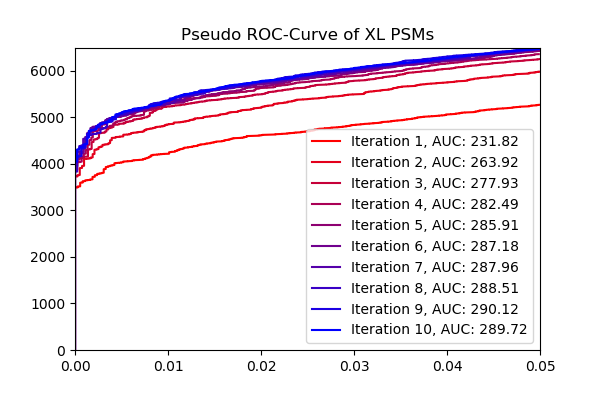 Pseudo ROC-Curve of XL PSMs
6000
5000
4000
3000
2000
1000
0
Iteration 1, AUC: 231.82
Iteration 2, AUC: 263.92
Iteration 3, AUC: 277.93
Iteration 4, AUC: 282.49
Iteration 5, AUC: 285.91
Iteration 6, AUC: 287.18
Iteration 7, AUC: 287.96
Iteration 8, AUC: 288.51
Iteration 9, AUC: 290.12
Iteration 10, AUC: 289.72
0.00 0.01 0.02 0.03 0.04 0.05